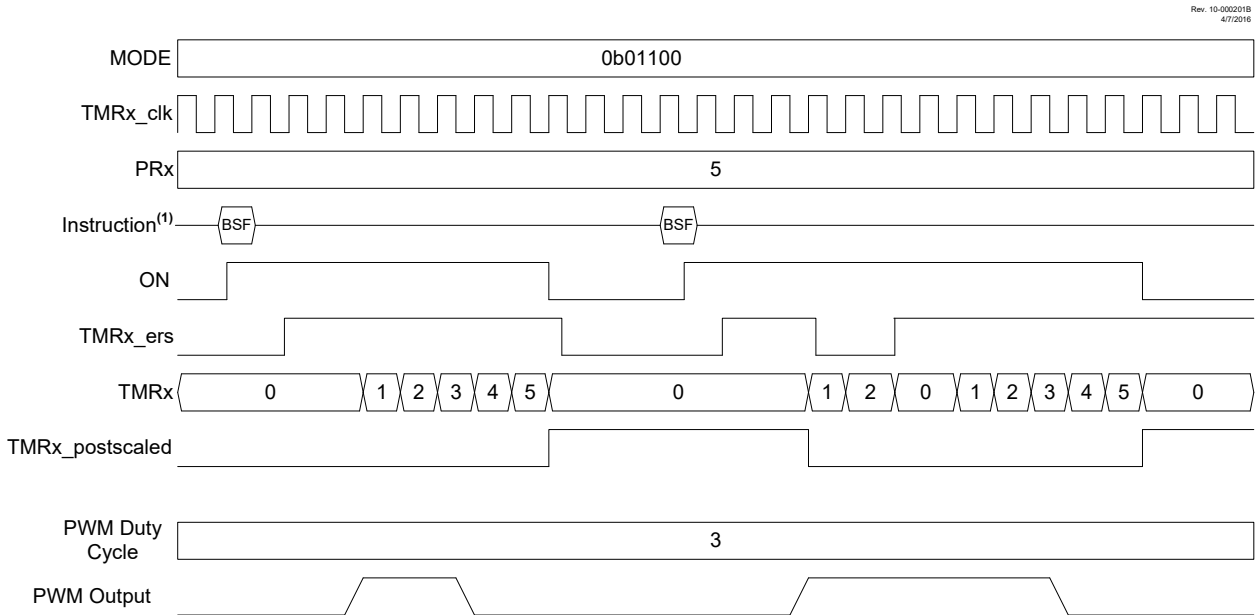 Rev. 10-000201B
4/7/2016
MODE 0b01100
TMRx_clk
PRx 5
Instruction(1) BSF BSF
ON
TMRx_ers
TMRx 0 1 2 3 4 5 0 1 2 0 1 2 3 4 5 0
TMRx_postscaled
PWM Duty
Cycle 3
PWM Output